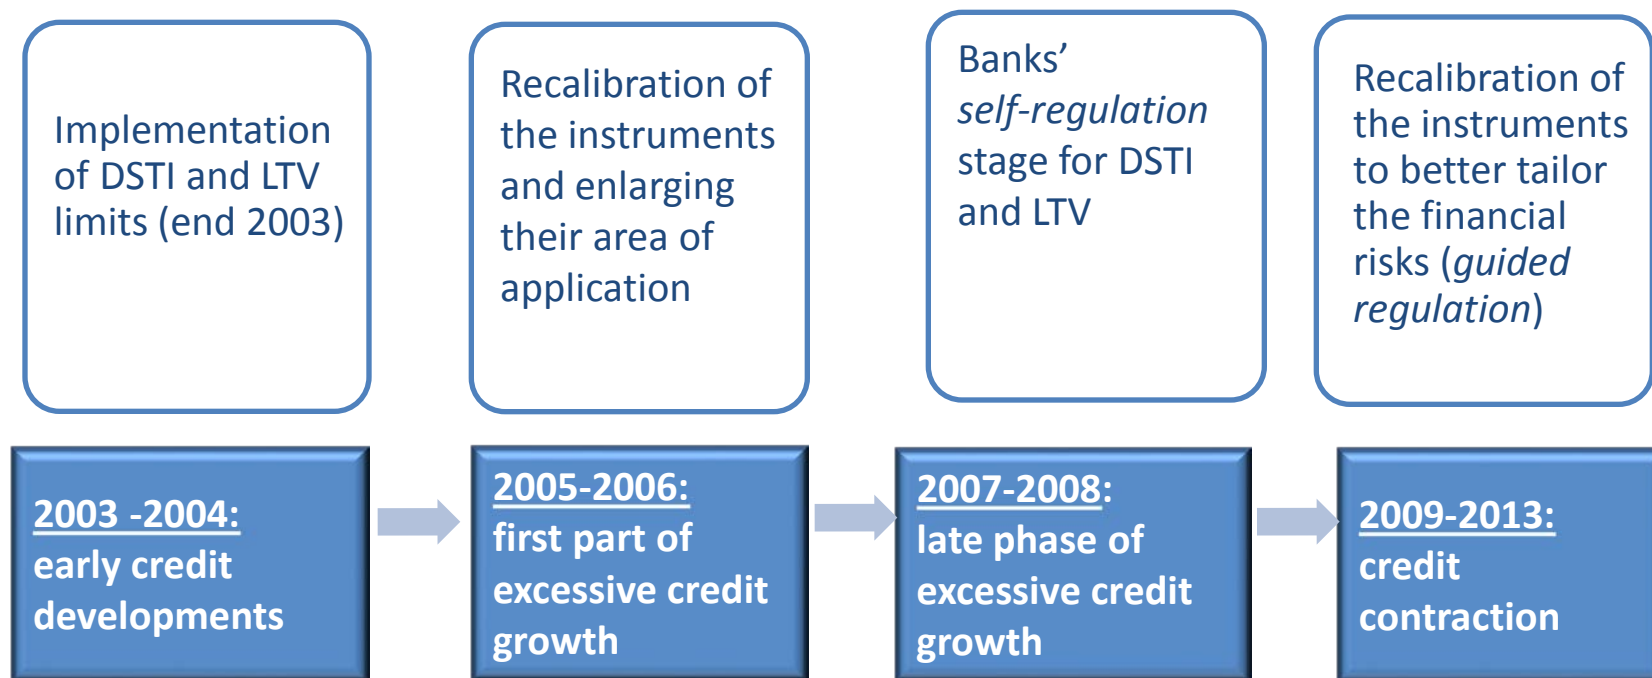 Implementation
of DSTI and LTV
limits (end 2003)
Recalibration of
the instruments
and enlarging
their area of
application
Banks’
self-regulation
stage for DSTI
and LTV
Recalibration of
the instruments
to better tailor
the financial
risks (guided
regulation)
2003 -2004:
early credit
developments
2005-2006:
first part of
excessive credit
growth
2007-2008:
late phase of
excessive credit
growth
2009-2013:
credit
contraction